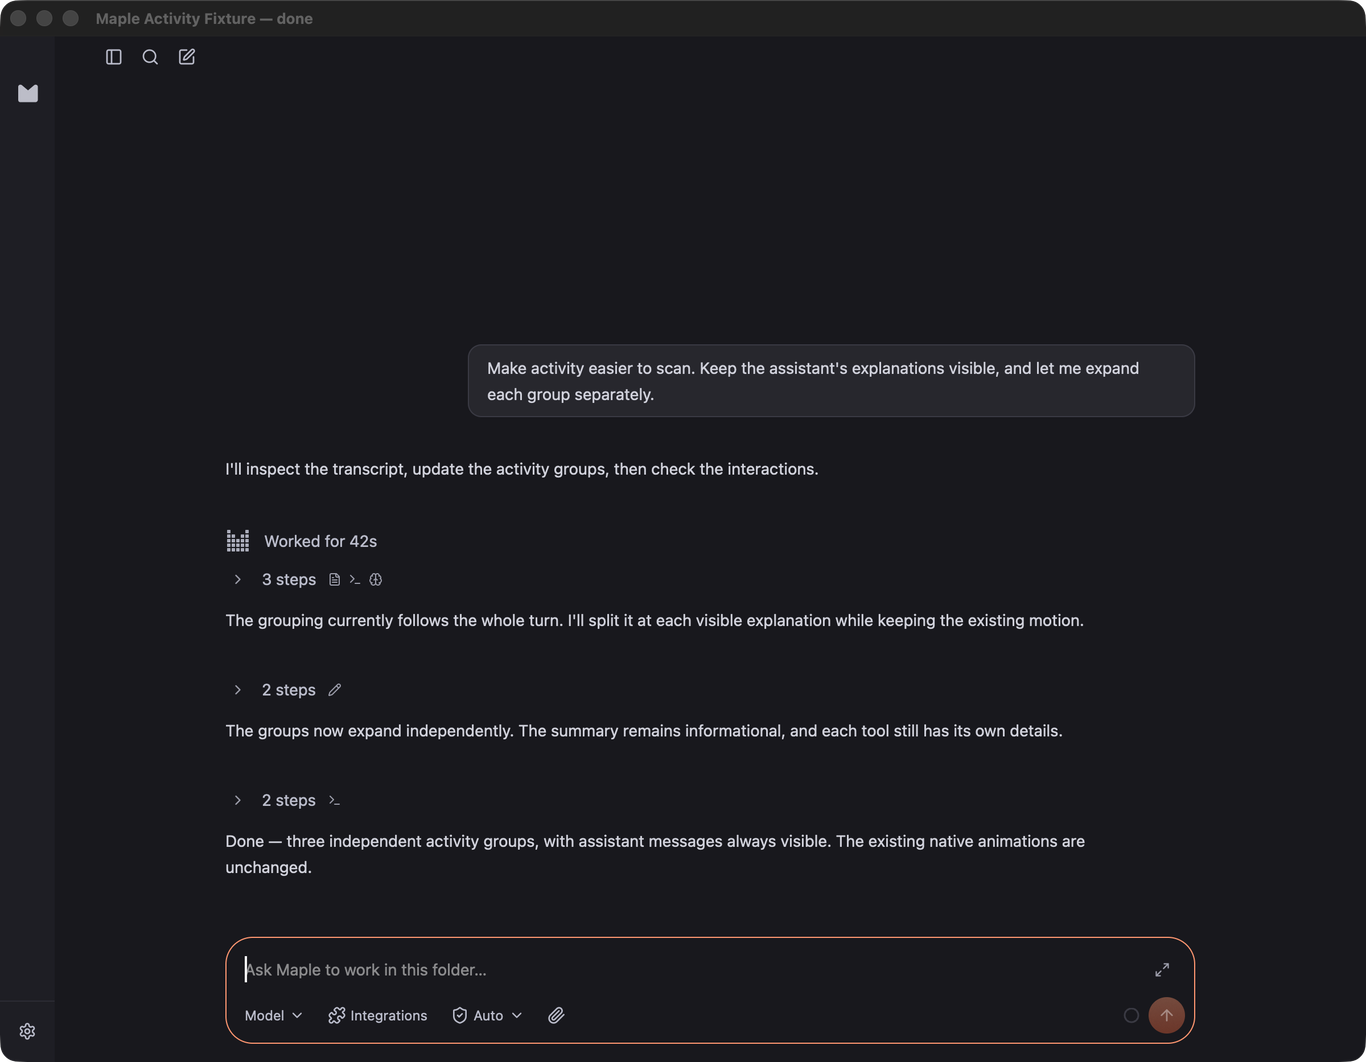 Maple Activity Fixture — done
Make activity easier to scan. Keep the assistant's explanations visible, and let me expand
each group separately.
I'll inspect the transcript, update the activity groups, then check the interactions.
Worked for 42s
3 steps
The grouping currently follows the whole turn. I'll split it at each visible explanation while keeping the existing motion.
2 steps
The groups now expand independently. The summary remains informational, and each tool still has its own details.
2 steps
Done — three independent activity groups, with assistant messages always visible. The existing native animations are
unchanged.
Ask Maple to work in this folder...
Model Integrations Auto